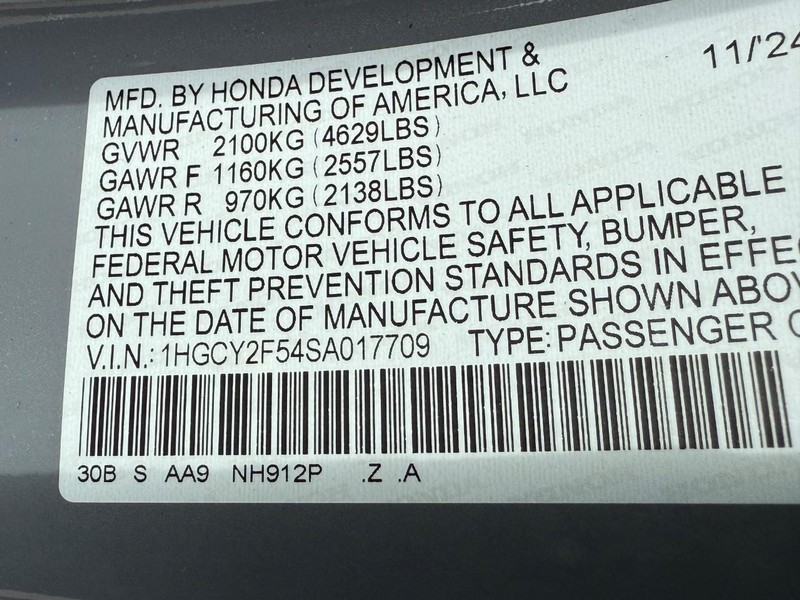 11/'24
MFD. BY HONDA DEVELOPMENT &
MANUFACTURING OF AMERICA, LLC
GVWR 2100KG (4629LBS)
GAWR F 1160KG (2557LBS)
GAWR R 970KG (2138LBS)
THIS VEHICLE CONFORMS TO ALL APPLICABLE
FEDERAL MOTOR VEHICLE SAFETY, BUMPER,
AND THEFT PREVENTION STANDARDS IN EFFEC
ON THE DATE OF MANUFACTURE SHOWN ABOV
V.I.N.: 1HGCY2F54SA017709 TYPE: PASSENGER C
30B S AA9 NH912P .Z .A